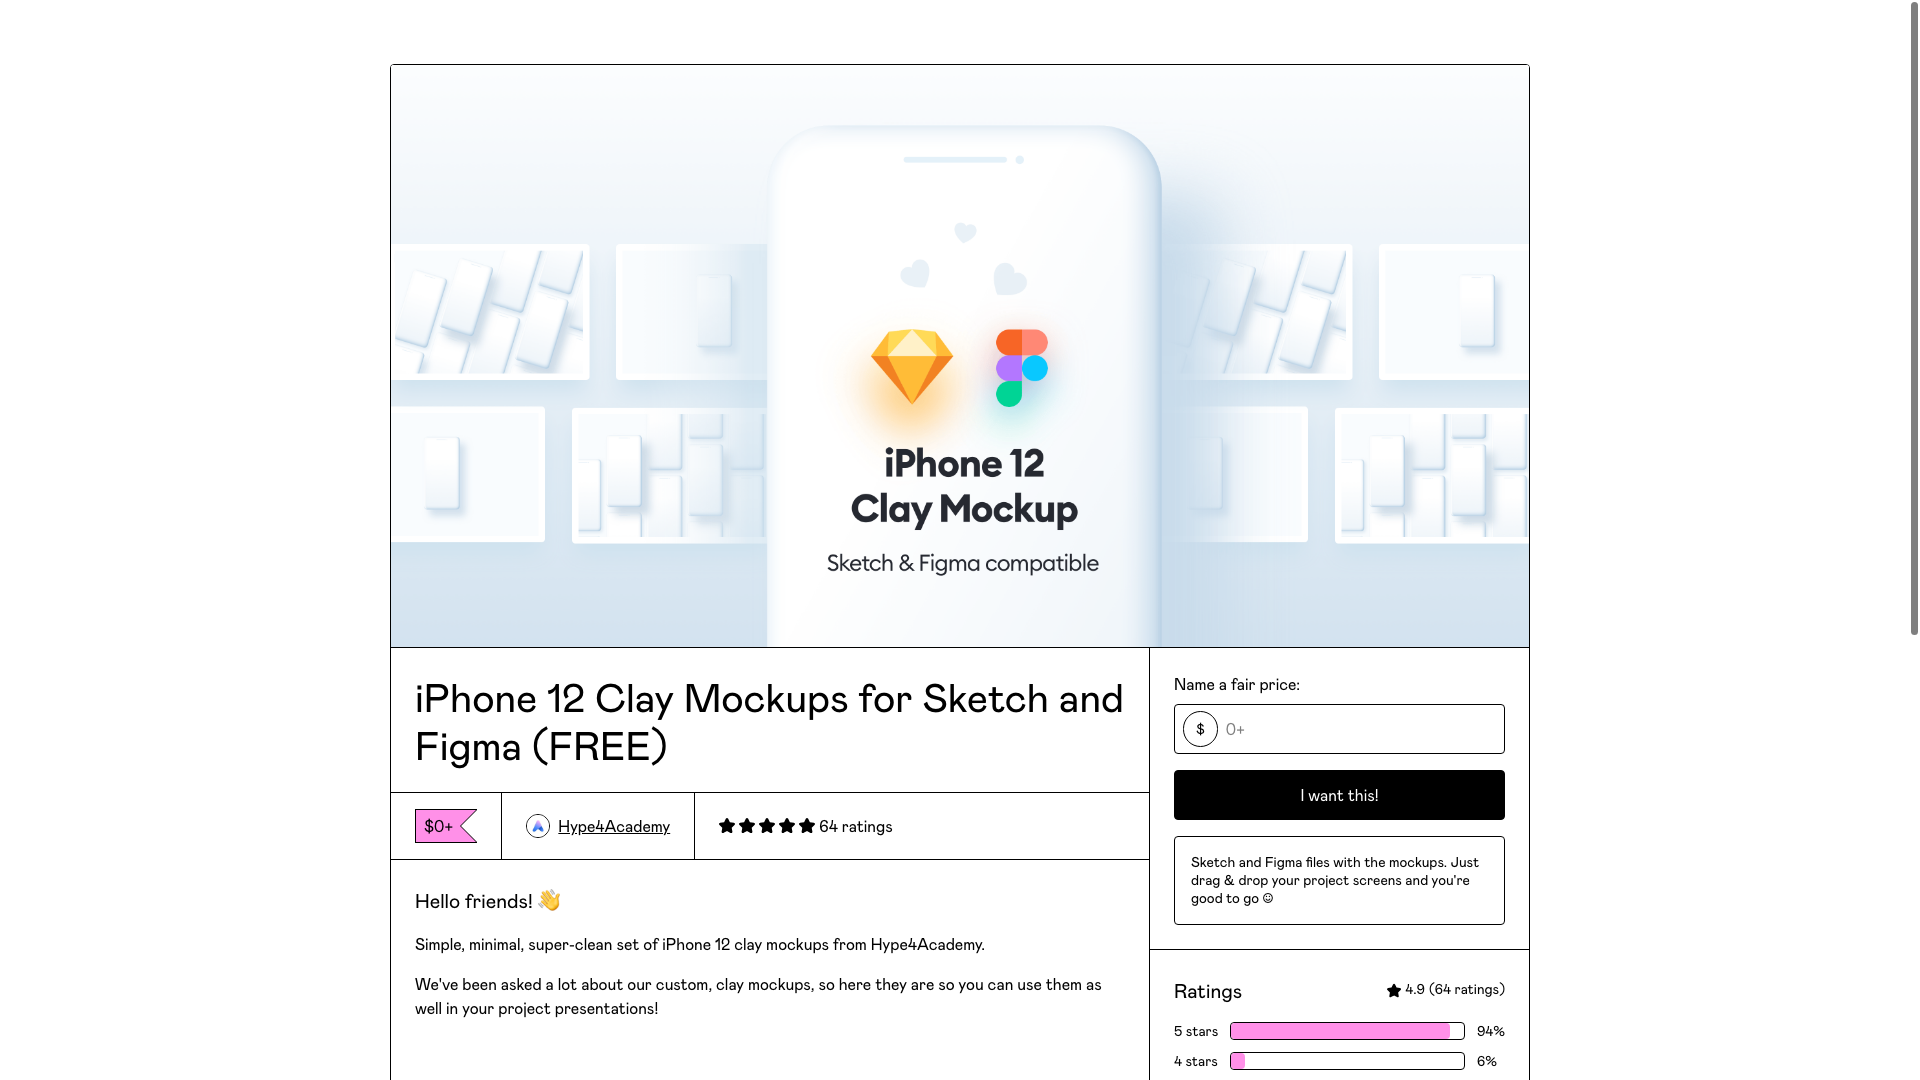 iPhone 12
Clay Mockup
Sketch & Figma compatible
iPhone 12 Clay Mockups for Sketch and
Figma (FREE)
$0+
Hype4Academy
64 ratings
Hello friends! 👋
Simple, minimal, super-clean set of iPhone 12 clay mockups from Hype4Academy.
We've been asked a lot about our custom, clay mockups, so here they are so you can use them as
well in your project presentations!
Name a fair price:
$ 0+
I want this!
Sketch and Figma files with the mockups. Just
drag & drop your project screens and you're
good to go ☺
Ratings
4.9 (64 ratings)
5 stars 94%
4 stars 6%